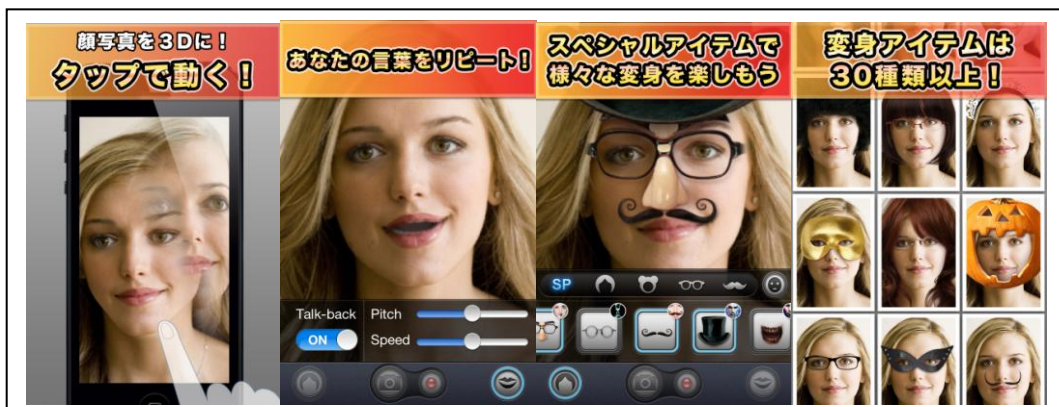 顔写真を3Dに!
タップで動く!
あなたの言葉をリピート!
Talk-back
Pitch
ON
Speed
スペシャルアイテムで
様々な変身を楽しもう
SP
変身アイテムは
30種類以上!